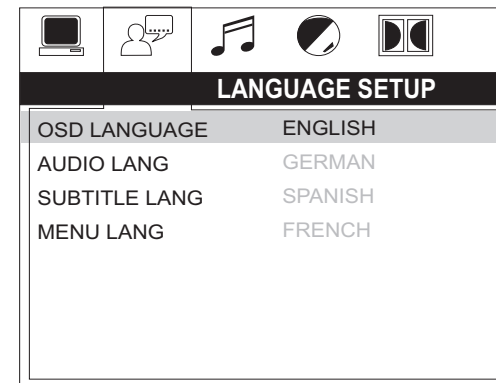 LANGUAGE SETUP
OSD LANGUAGE ENGLISH
AUDIO LANG GERMAN
SUBTITLE LANG SPANISH
MENU LANG FRENCH